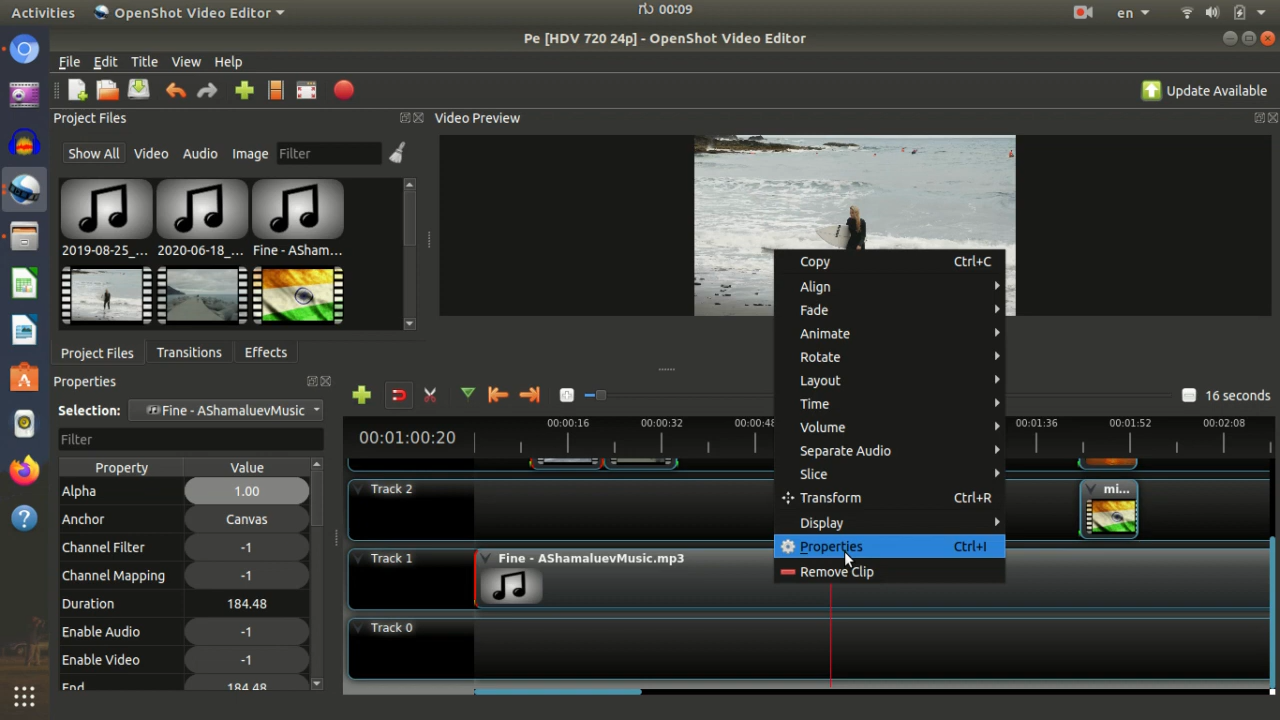 Activities OpenShot Video Editor ორ 00:09 en
Pe [HDV 720 24p] - OpenShot Video Editor
File Edit Title View Help
Update Available
Project Files
Video Preview
Show All Video Audio Image Filter
2019-08-25_... 2020-06-18_... Fine - ASham...
Project Files Transitions Effects
Properties
Selection: Fine - AShamaluevMusic
Filter
Property Value
Alpha 1.00
Anchor Canvas
Channel Filter -1
Channel Mapping -1
Duration 184.48
Enable Audio -1
Enable Video -1
End 184.48
16 seconds
00:01:00:20
00:00:16 00:00:32 00:00:48 00:01:36 00:01:52 00:02:08
Track 2
mi...
Track 1
Fine - AShamaluevMusic.mp3
Track 0
Copy Ctrl+C
Align
Fade
Animate
Rotate
Layout
Time
Volume
Separate Audio
Slice
Transform Ctrl+R
Display
Properties Ctrl+I
Remove Clip